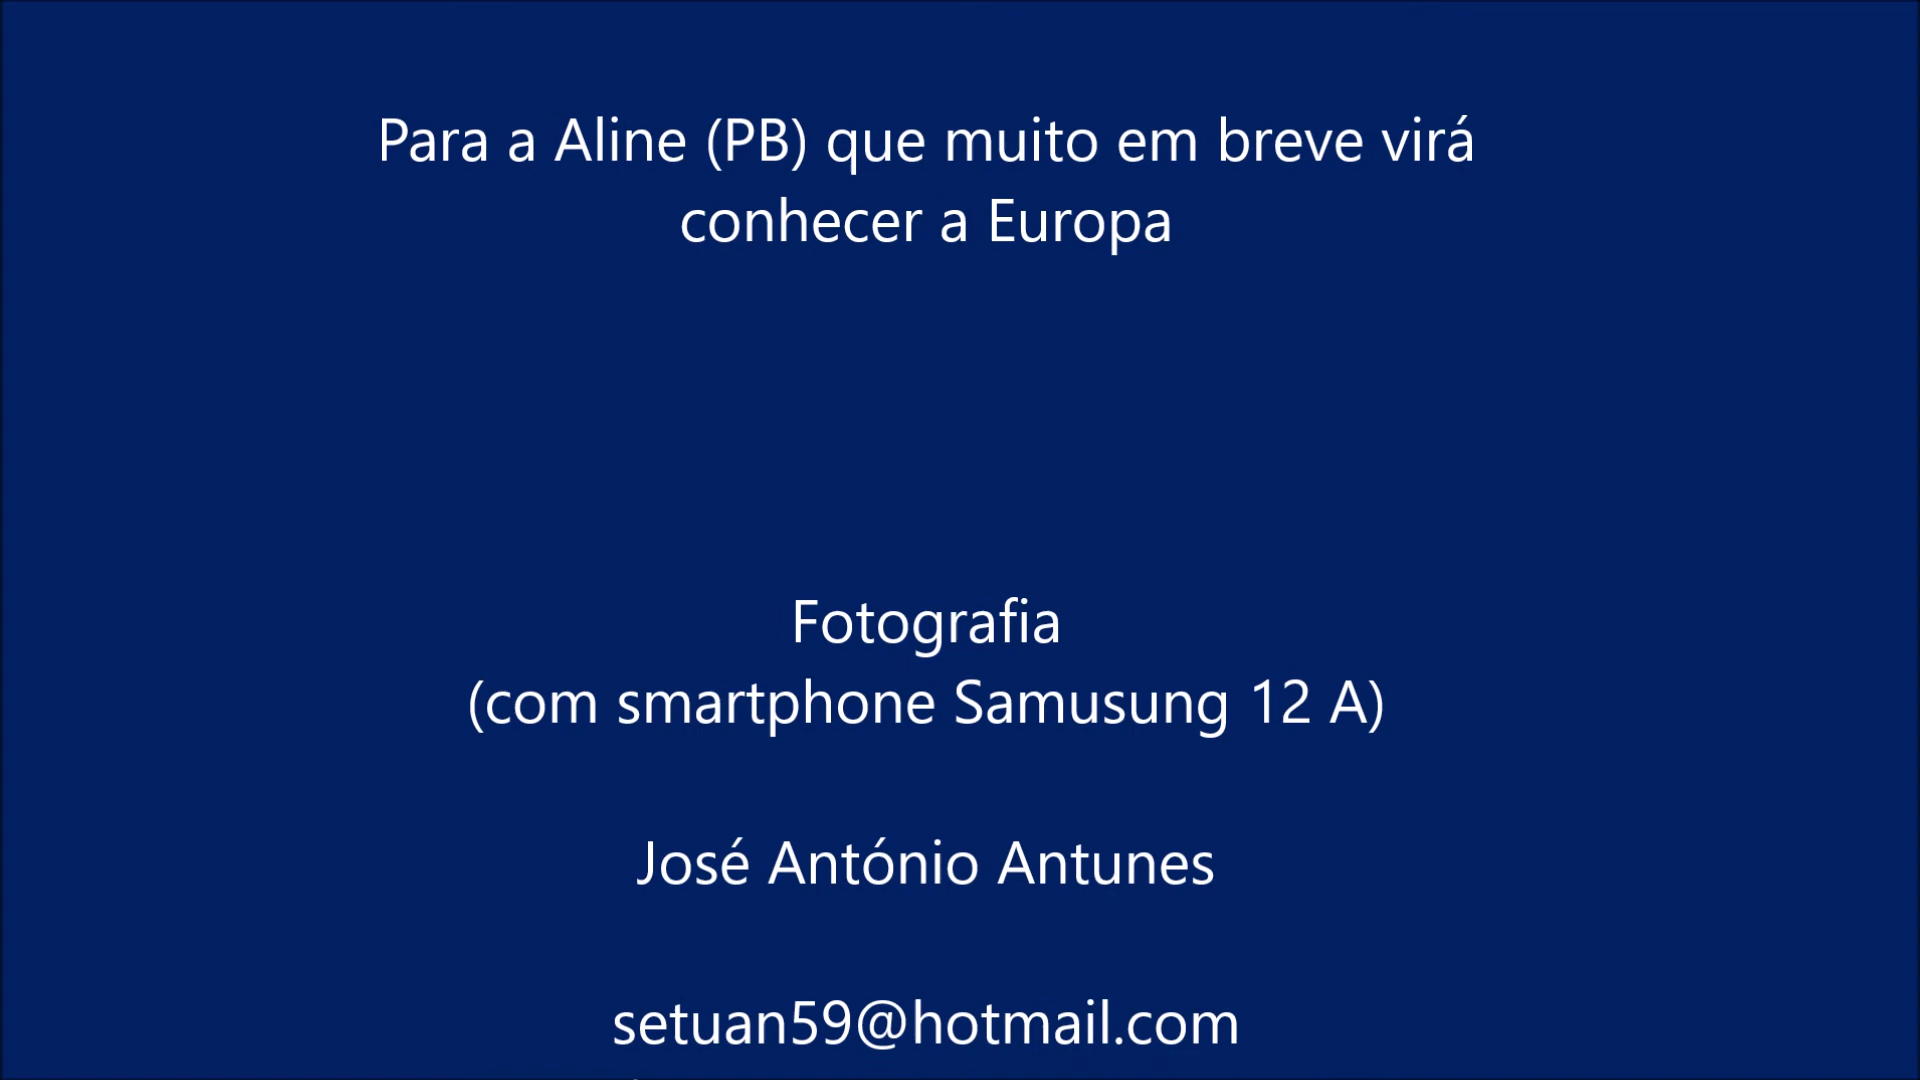 Para a Aline (PB) que muito em breve virá
conhecer a Europa
Fotografia
(com smartphone Samusung 12 A)
José António Antunes
setuan59@hotmail.com